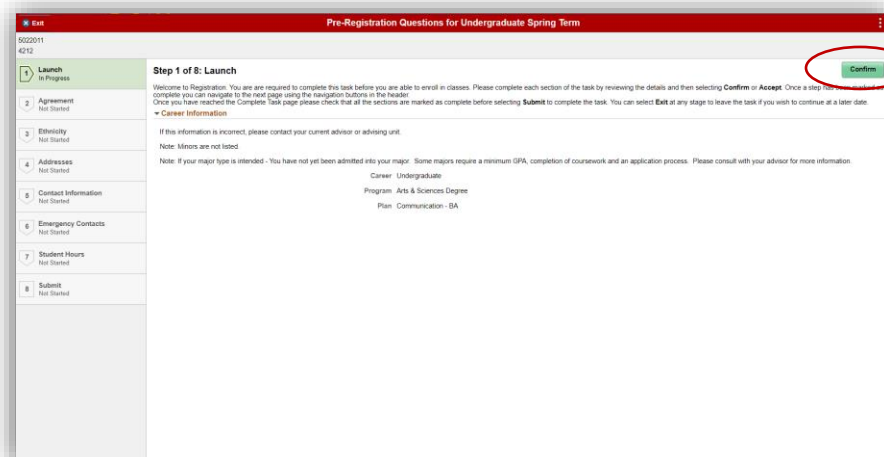 Exit
Pre-Registration Questions for Undergraduate Spring Term
5022011
4212
1 Launch
In Progress
2 Agreement
Not Started
3 Ethnicity
Not Started
4 Addresses
Not Started
5 Contact Information
Not Started
6 Emergency Contacts
Not Started
7 Student Hours
Not Started
8 Submit
Not Started
Step 1 of 8: Launch
Confirm
Welcome to Registration. You are are required to complete this task before you are able to enroll in classes. Please complete each section of the task by reviewing the details and then selecting Confirm or Accept. Once a step has been marked as
complete you can navigate to the next page using the navigation buttons in the header.
Once you have reached the Complete Task page please check that all the sections are marked as complete before selecting Submit to complete the task. You can select Exit at any stage to leave the task if you wish to continue at a later date.
Career Information
If this information is incorrect, please contact your current advisor or advising unit.
Note: Minors are not listed.
Note: If your major type is intended - You have not yet been admitted into your major. Some majors require a minimum GPA, completion of coursework and an application process. Please consult with your advisor for more information.
Career Undergraduate
Program Arts & Sciences Degree
Plan Communication - BA